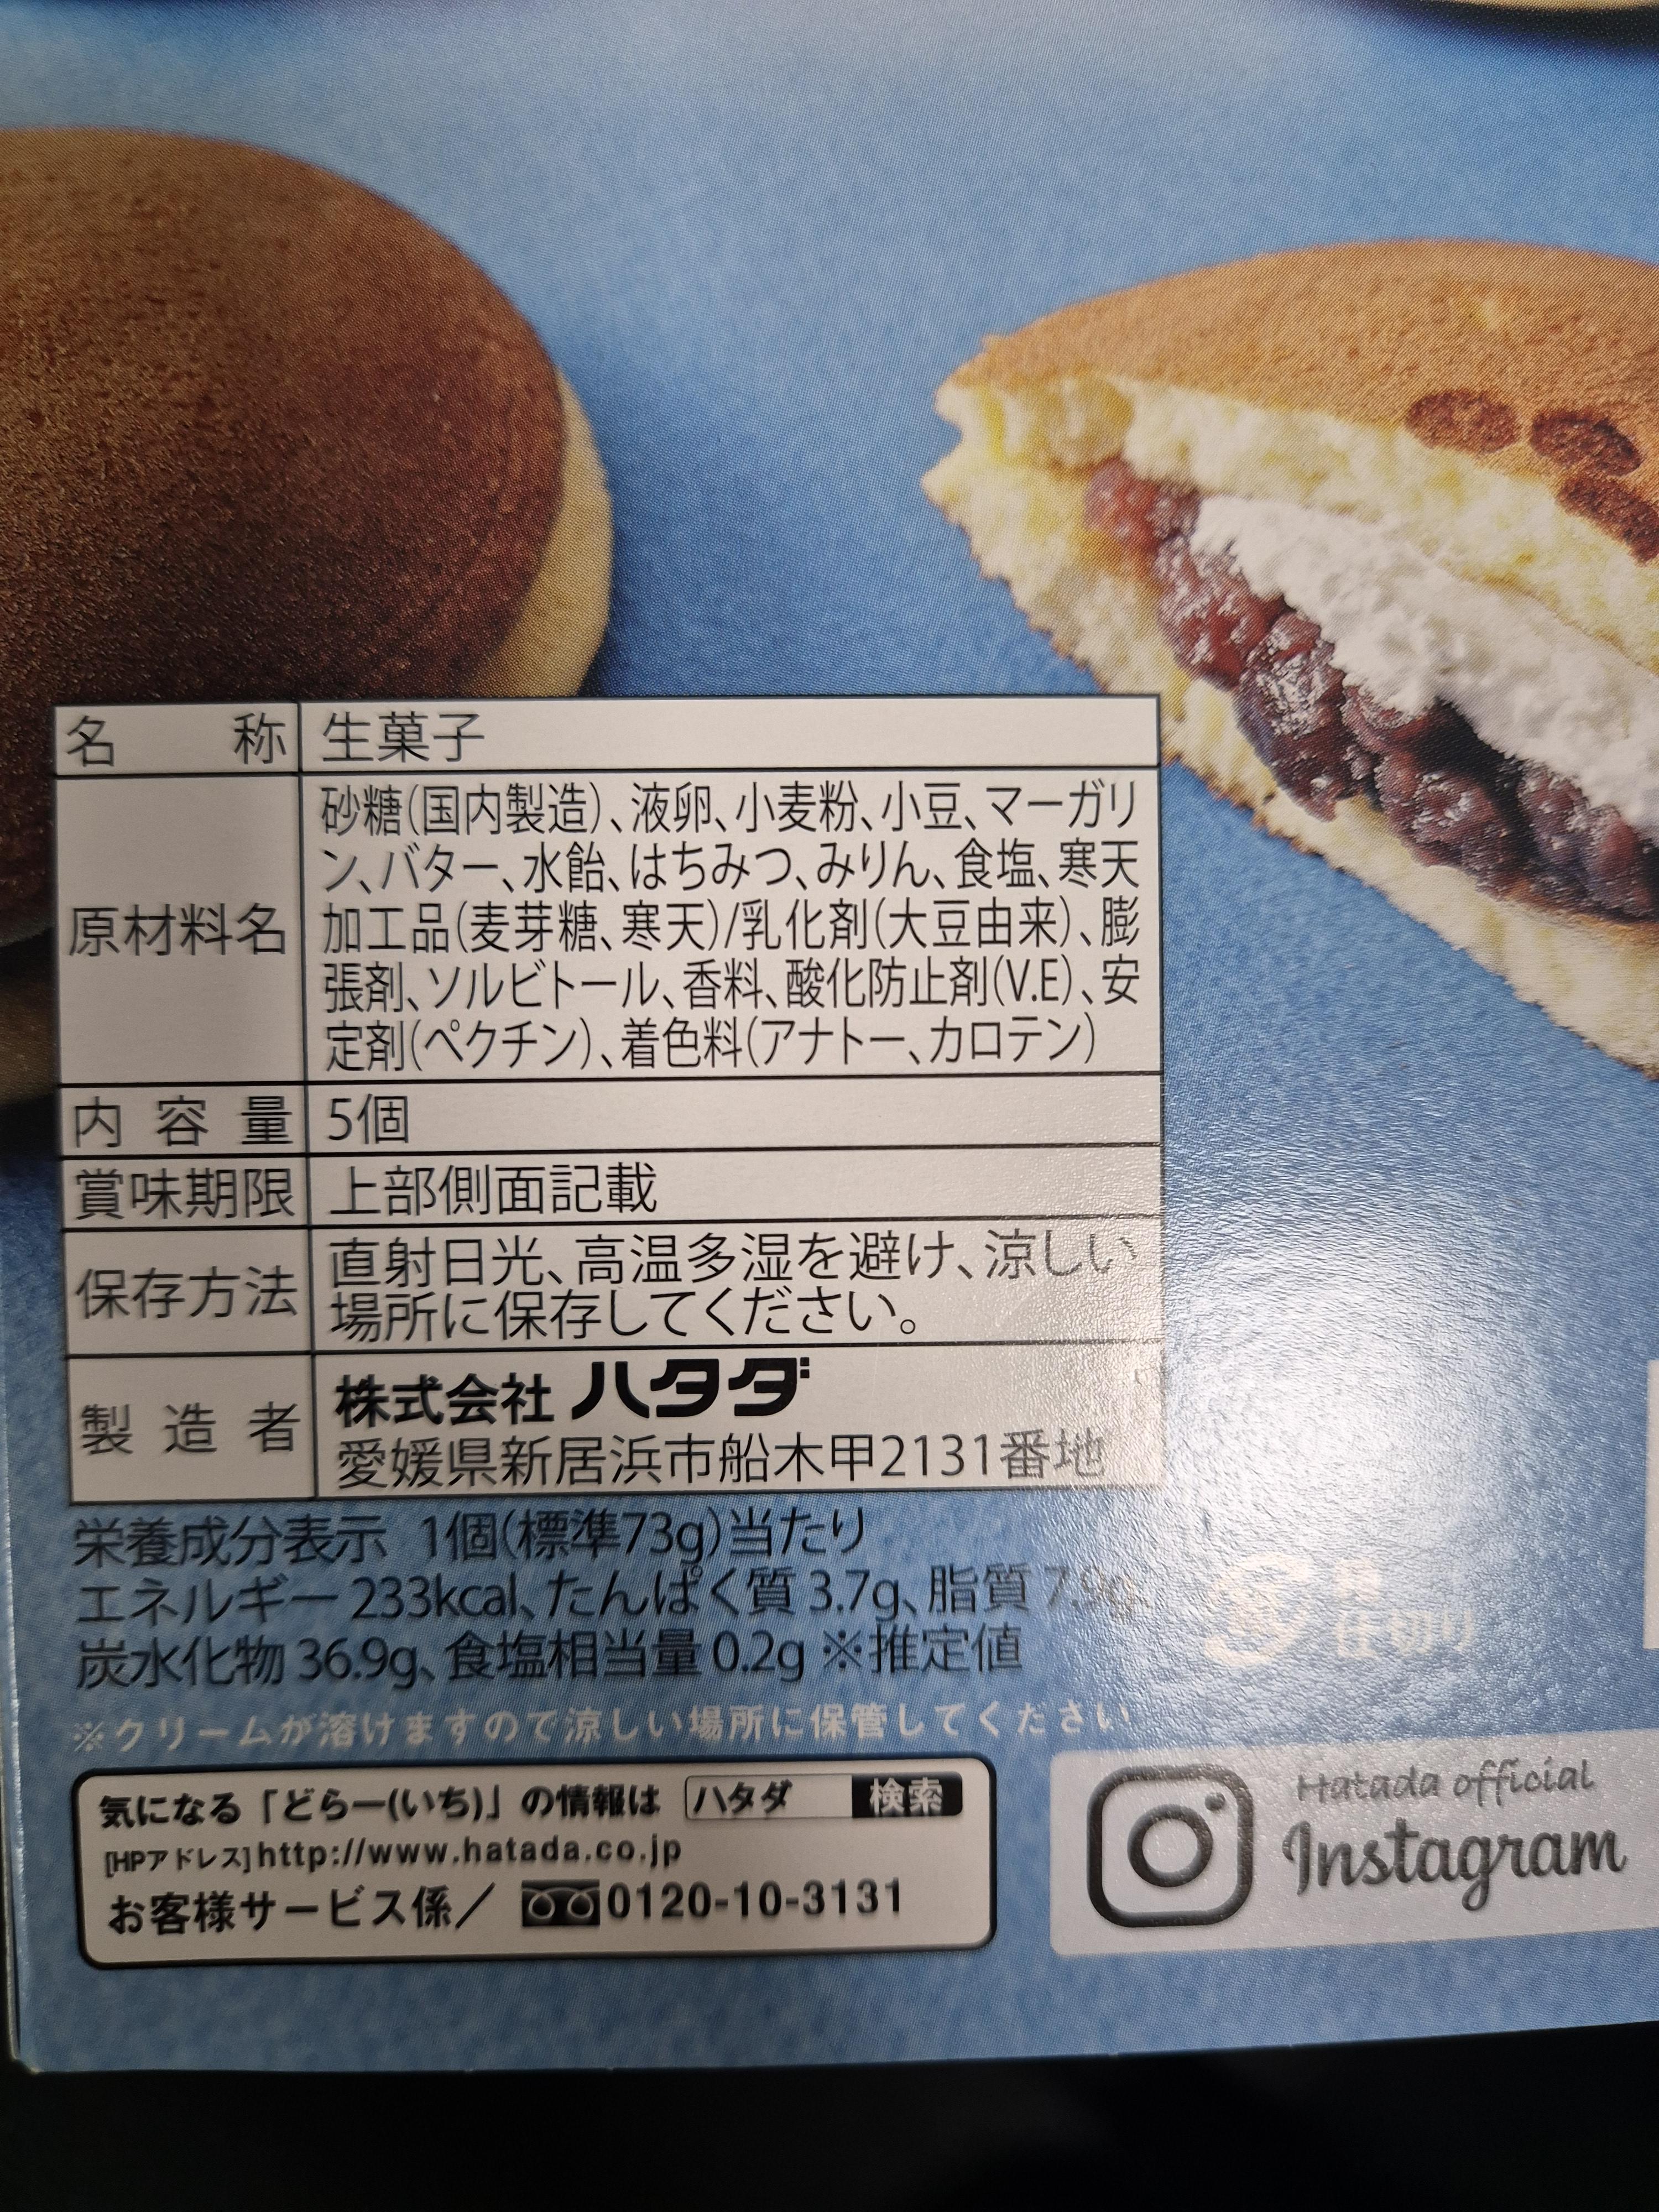 名称 生菓子
原材料名 砂糖(国内製造)、液卵、小麦粉、小豆、マーガリ
ン、バター、水飴、はちみつ、みりん、食塩、寒天
加工品(麦芽糖、寒天)/乳化剤(大豆由来)、膨
張剤、ソルビトール、香料、酸化防止剤(V.E)、安
定剤(ペクチン)、着色料(アナトー、カロテン)
内容量 5個
賞味期限 上部側面記載
保存方法 直射日光、高温多湿を避け、涼しい
場所に保存してください。
製造者 株式会社 ハタダ
愛媛県新居浜市船木甲2131番地
栄養成分表示 1個(標準73g)当たり
エネルギー233kcal、たんぱく質3.7g、脂質7.9g、
炭水化物36.9g、食塩相当量0.2g ※推定値
※クリームが溶けますので涼しい場所に保管してください
気になる「どらー(いち)」の情報は ハタダ 検索
[HPアドレス]http://www.hatada.co.jp
お客様サービス係／ 0120-10-3131
仕切り
Hatada official
Instagram